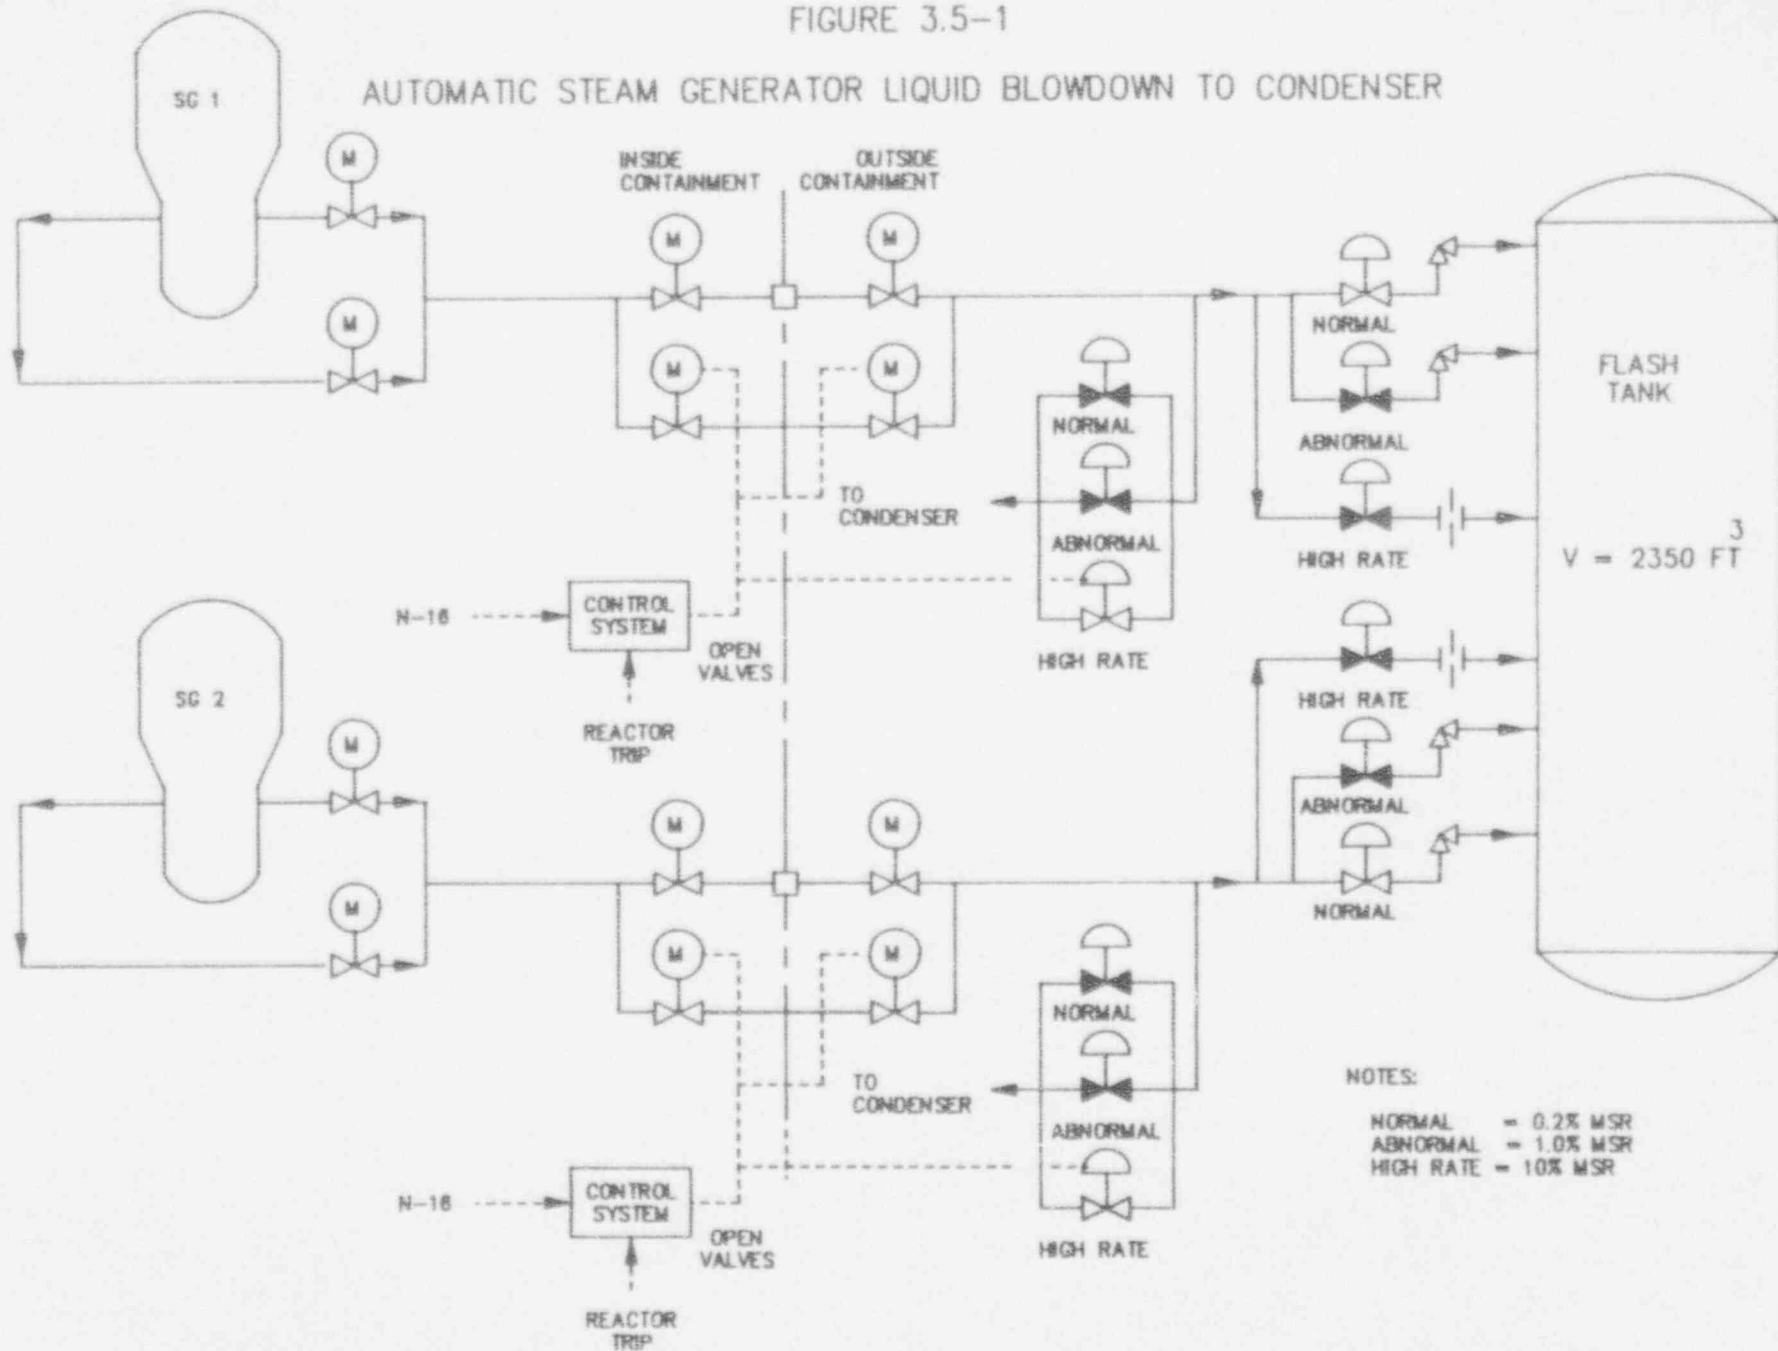 FIGURE 3.5-1
AUTOMATIC STEAM GENERATOR LIQUID BLOWDOWN TO CONDENSER
SG 1
M
M
INSIDE
CONTAINMENT
OUTSIDE
CONTAINMENT
M
M
M
M
NORMAL
ABNORMAL
HIGH RATE
TO
CONDENSER
NORMAL
ABNORMAL
HIGH RATE
FLASH
TANK
V = 2350 FT 3
N-16
CONTROL
SYSTEM
OPEN
VALVES
REACTOR
TRIP
SG 2
M
M
M
M
M
M
HIGH RATE
ABNORMAL
NORMAL
NORMAL
ABNORMAL
HIGH RATE
TO
CONDENSER
N-16
CONTROL
SYSTEM
OPEN
VALVES
REACTOR
TRIP
NOTES:
NORMAL = 0.2% MSR
ABNORMAL = 1.0% MSR
HIGH RATE = 10% MSR